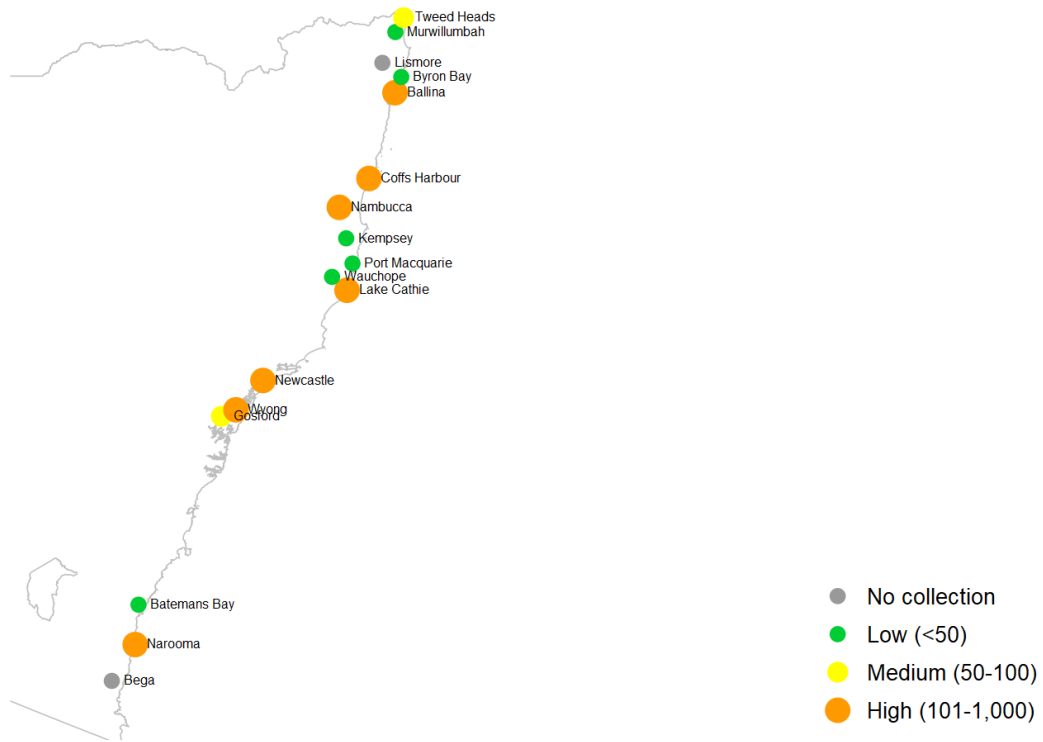 Tweed Heads
Murwillumbah
Lismore
Byron Bay
Ballina
Coffs Harbour
Nambucca
Kempsey
Port Macquarie
Wauchope
Lake Cathie
Newcastle
Wyong
Gosford
Batemans Bay
Narooma
Bega
No collection
Low (<50)
Medium (50-100)
High (101-1,000)